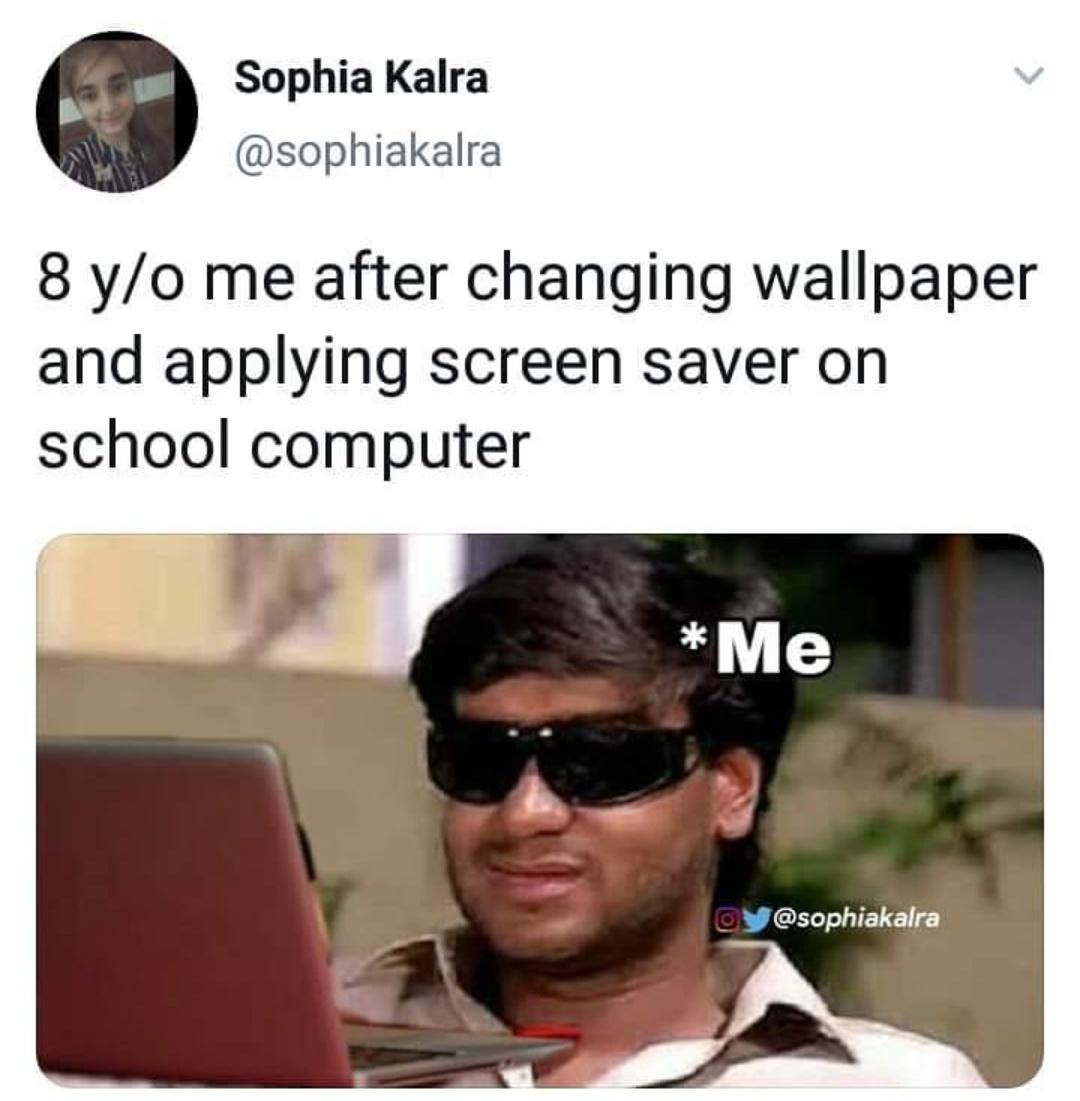 Sophia Kalra
@sophiakalra
8 y/o me after changing wallpaper
and applying screen saver on
school computer
*Me
@sophiakalra